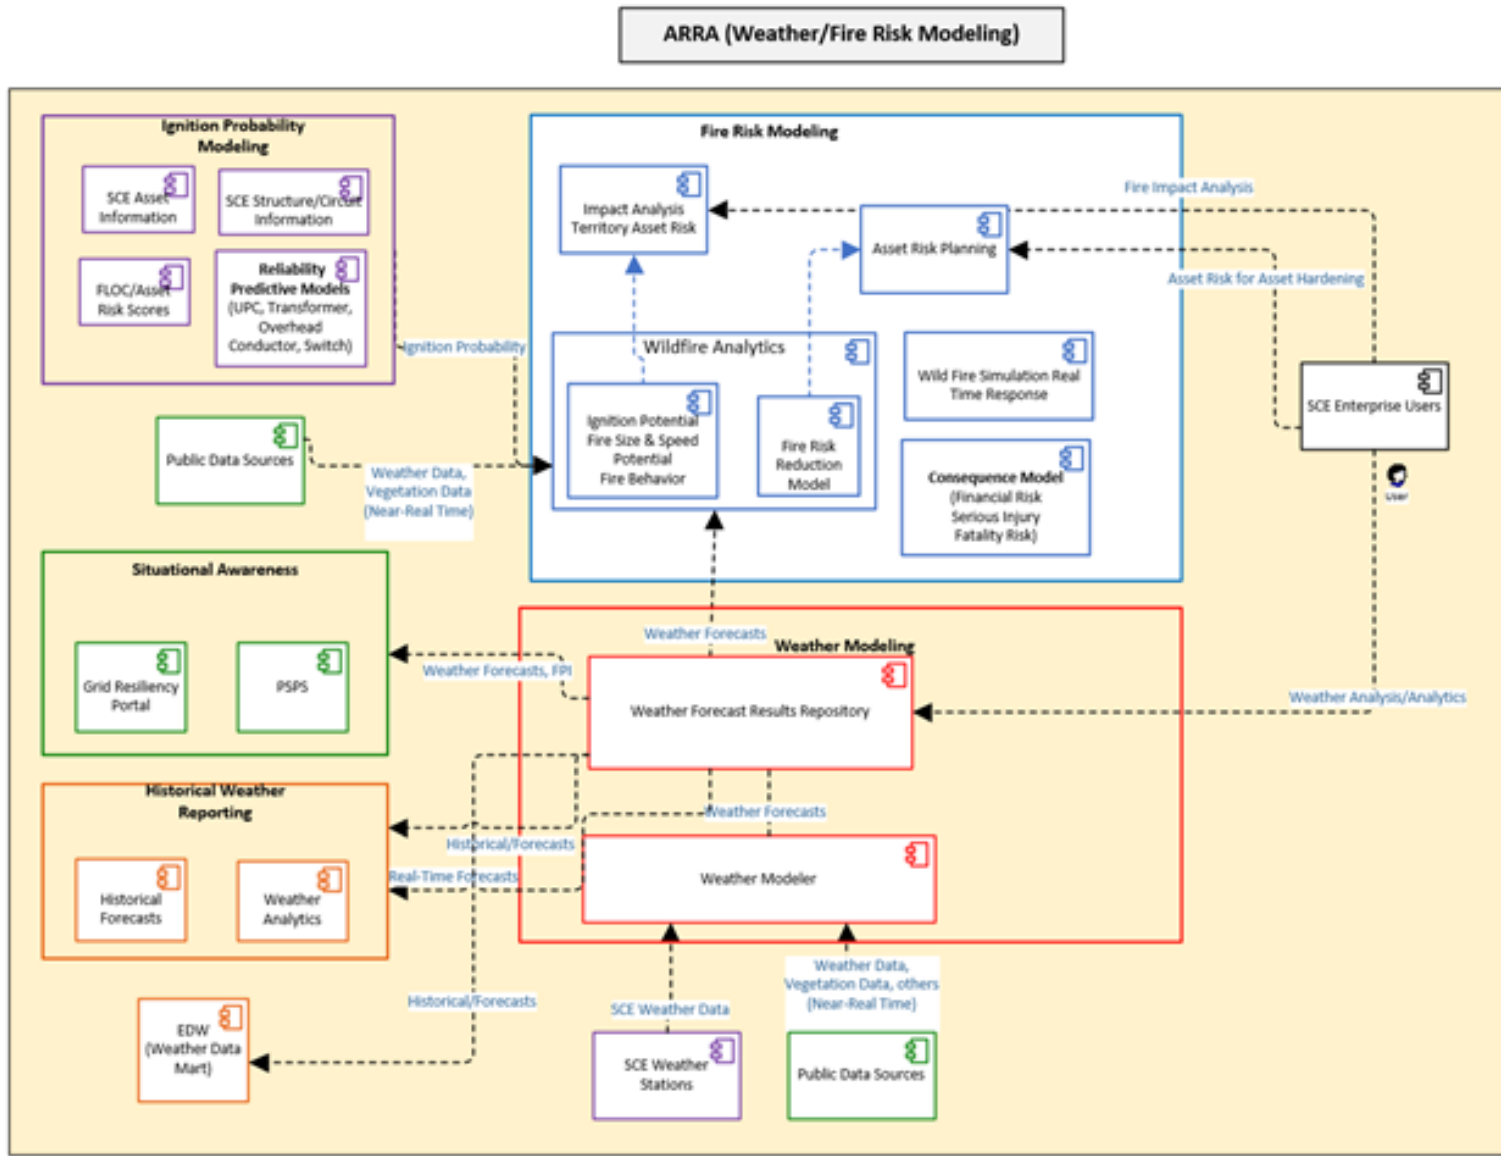 ARRA (Weather/Fire Risk Modeling)
Ignition Probability
Modeling
SCE Asset
Information
SCE Structure/Circuit
Information
FLOC/Asset
Risk Scores
Reliability
Predictive Models
(UPC, Transformer,
Overhead
Conductor, Switch)
Ignition Probability
Public Data Sources
Weather Data,
Vegetation Data
(Near-Real Time)
Fire Risk Modeling
Impact Analysis
Territory Asset Risk
Asset Risk Planning
Fire Impact Analysis
Asset Risk for Asset Hardening
Wildfire Analytics
Ignition Potential
Fire Size & Speed
Potential
Fire Behavior
Fire Risk
Reduction
Model
Wild Fire Simulation Real
Time Response
Consequence Model
(Financial Risk
Serious Injury
Fatality Risk)
SCE Enterprise Users
User
Situational Awareness
Grid Resiliency
Portal
PSPS
Weather Forecasts, FPI
Weather Forecasts
Weather Modeling
Weather Forecast Results Repository
Weather Analysis/Analytics
Weather Forecasts
Weather Modeler
Historical Weather
Reporting
Historical
Forecasts
Weather
Analytics
Historical/Forecasts
Real-Time Forecasts
Historical/Forecasts
EDW
(Weather Data
Mart)
SCE Weather Data
SCE Weather
Stations
Weather Data,
Vegetation Data, others
(Near-Real Time)
Public Data Sources